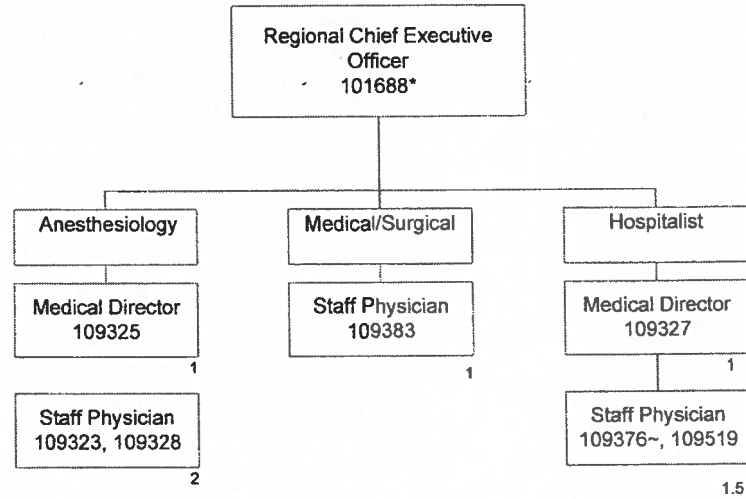 Regional Chief Executive
Officer
101688*
Anesthesiology
Medical Director
109325
1
Staff Physician
109323, 109328
2
Medical/Surgical
Staff Physician
109383
1
Hospitalist
Medical Director
109327
1
Staff Physician
109376~, 109519
1.5